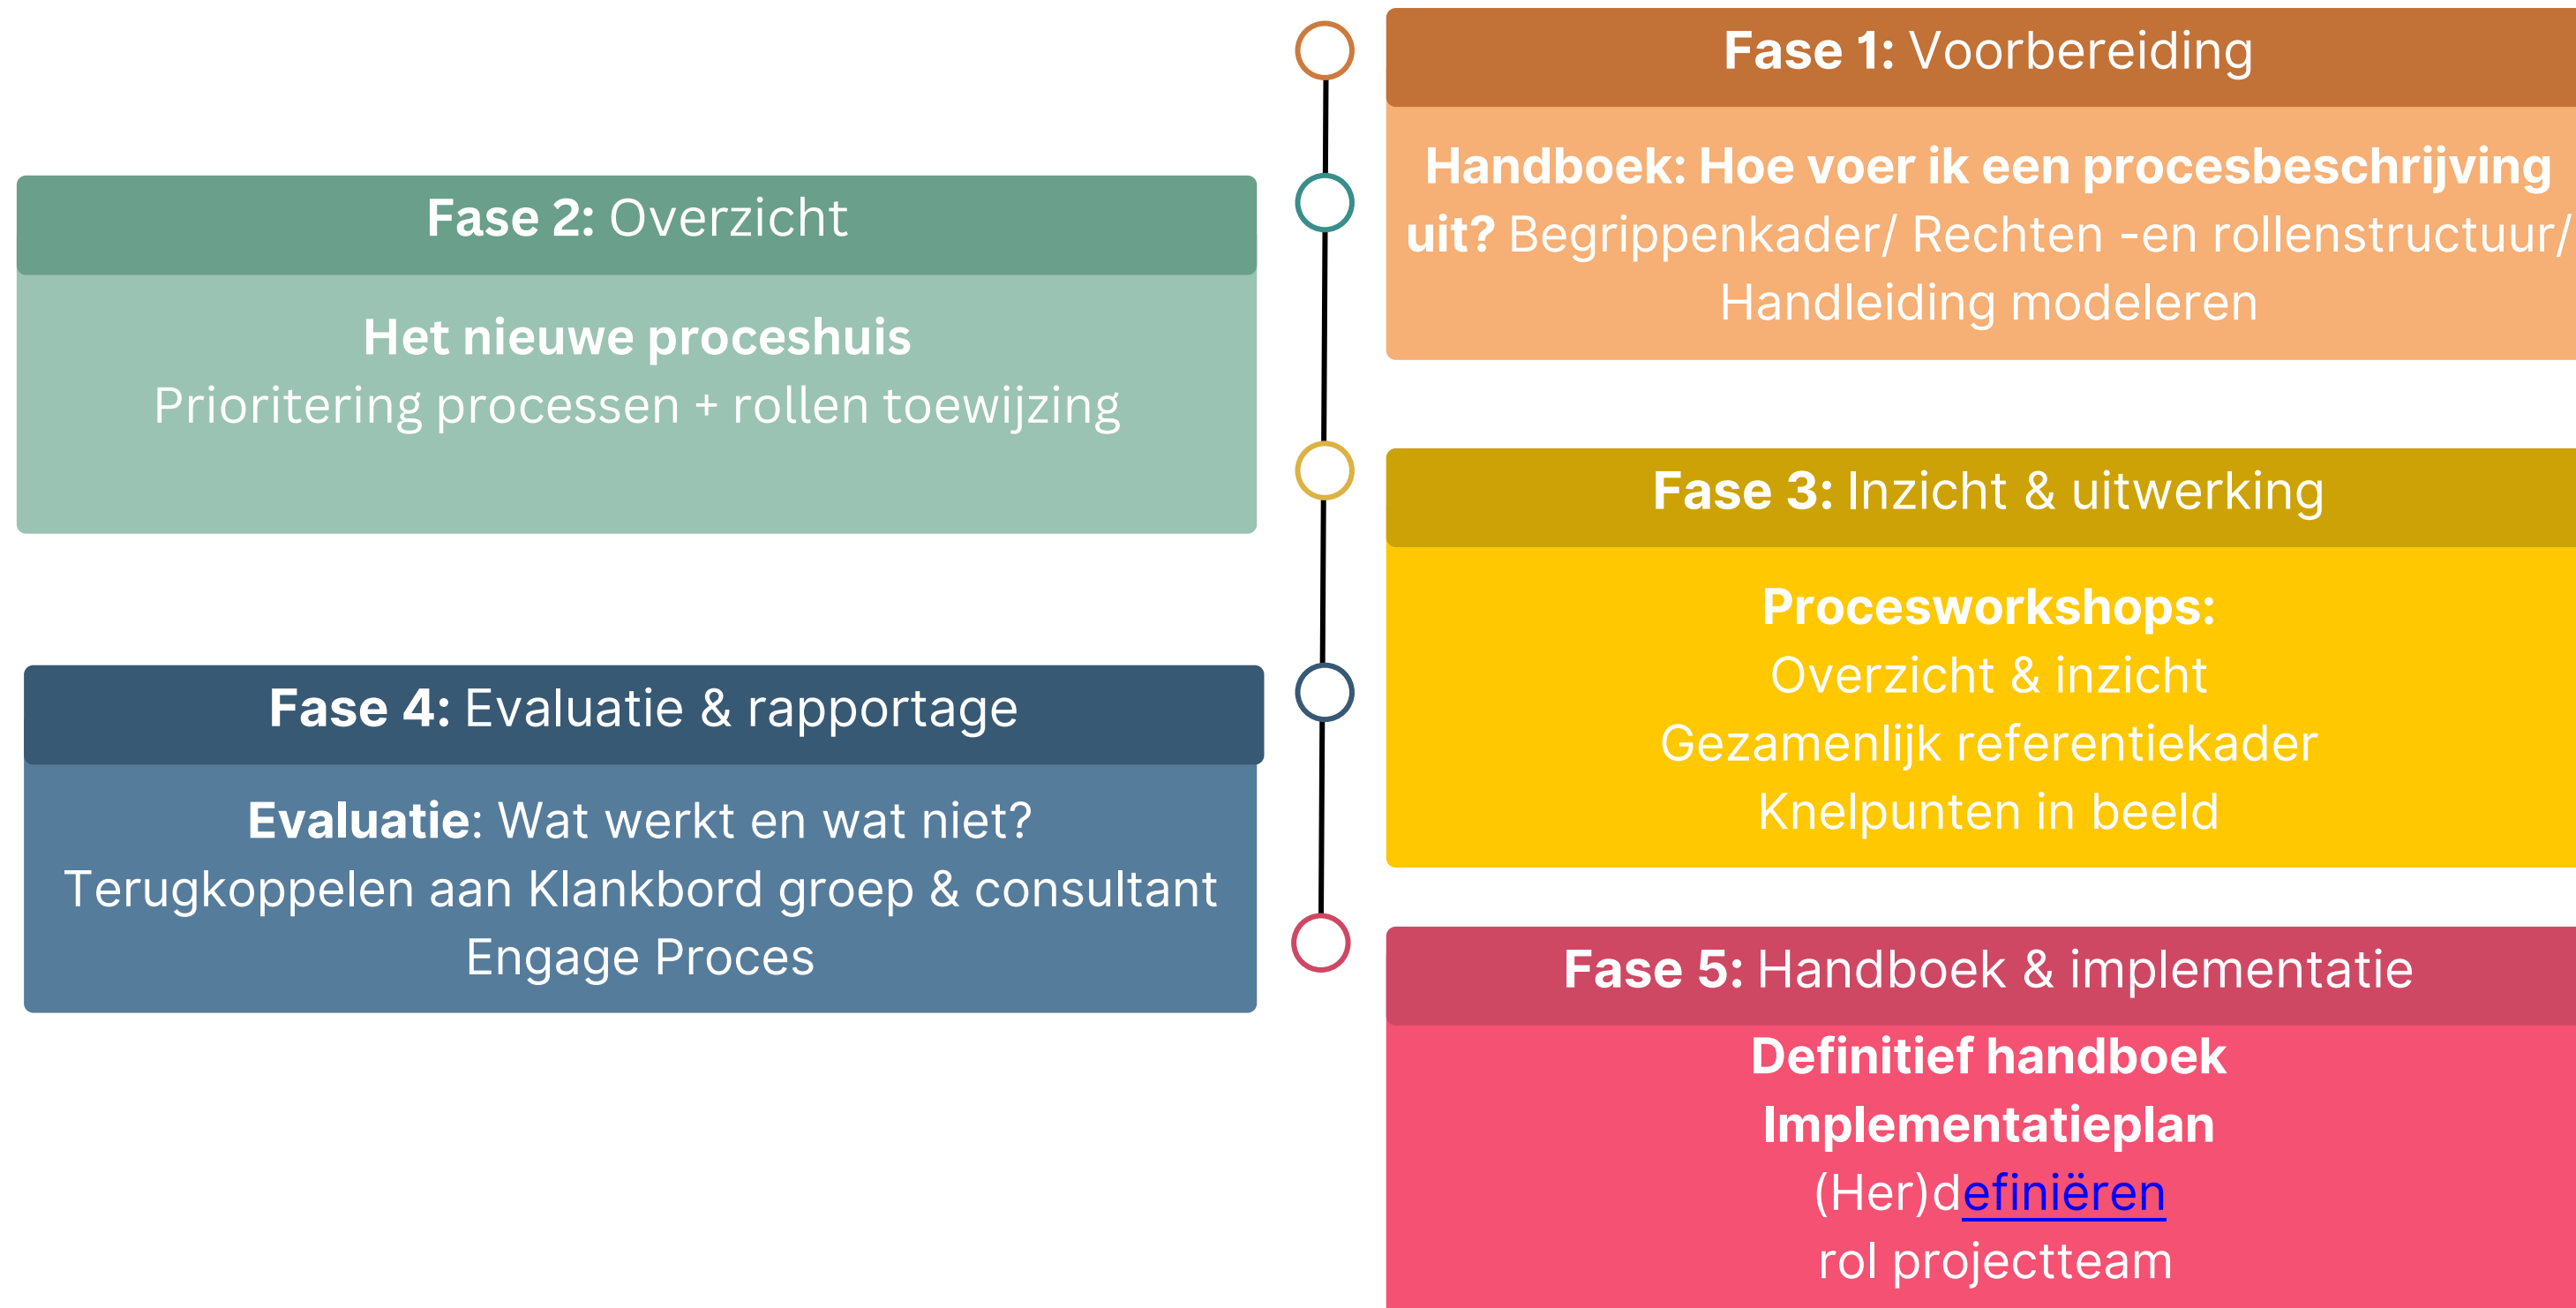 Fase 1: Voorbereiding
Handboek: Hoe voer ik een procesbeschrijving
uit? Begrippenkader/ Rechten -en rollenstructuur/
Handleiding modeleren
Fase 2: Overzicht
Het nieuwe proceshuis
Prioritering processen + rollen toewijzing
Fase 3: Inzicht & uitwerking
Procesworkshops:
Overzicht & inzicht
Gezamenlijk referentiekader
Knelpunten in beeld
Fase 4: Evaluatie & rapportage
Evaluatie: Wat werkt en wat niet?
Terugkoppelen aan Klankbord groep & consultant
Engage Proces
Fase 5: Handboek & implementatie
Definitief handboek
Implementatieplan
(Her)definiëren
rol projectteam